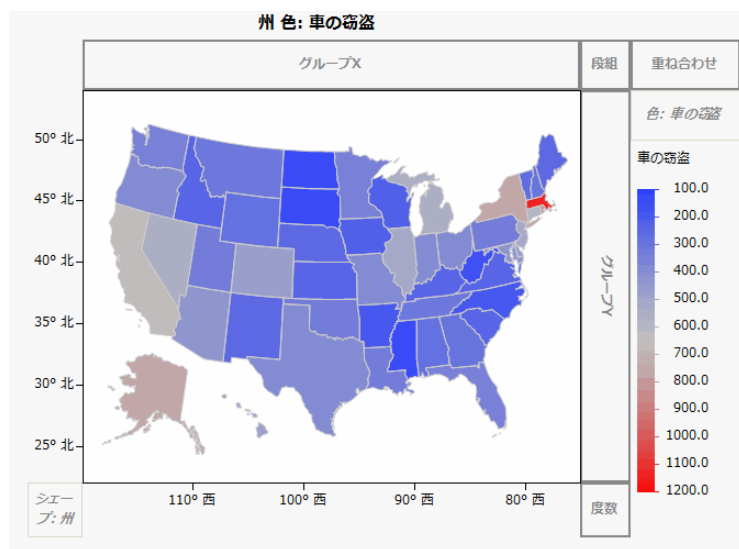 州 色: 車の窃盗
グループX
段組
重ね合わせ
色: 車の窃盗
車の窃盗
100.0
200.0
300.0
400.0
500.0
600.0
700.0
800.0
900.0
1000.0
1100.0
1200.0
50° 北
45° 北
40° 北
35° 北
30° 北
25° 北
グループY
110° 西
100° 西
90° 西
80° 西
シェー
プ: 州
度数